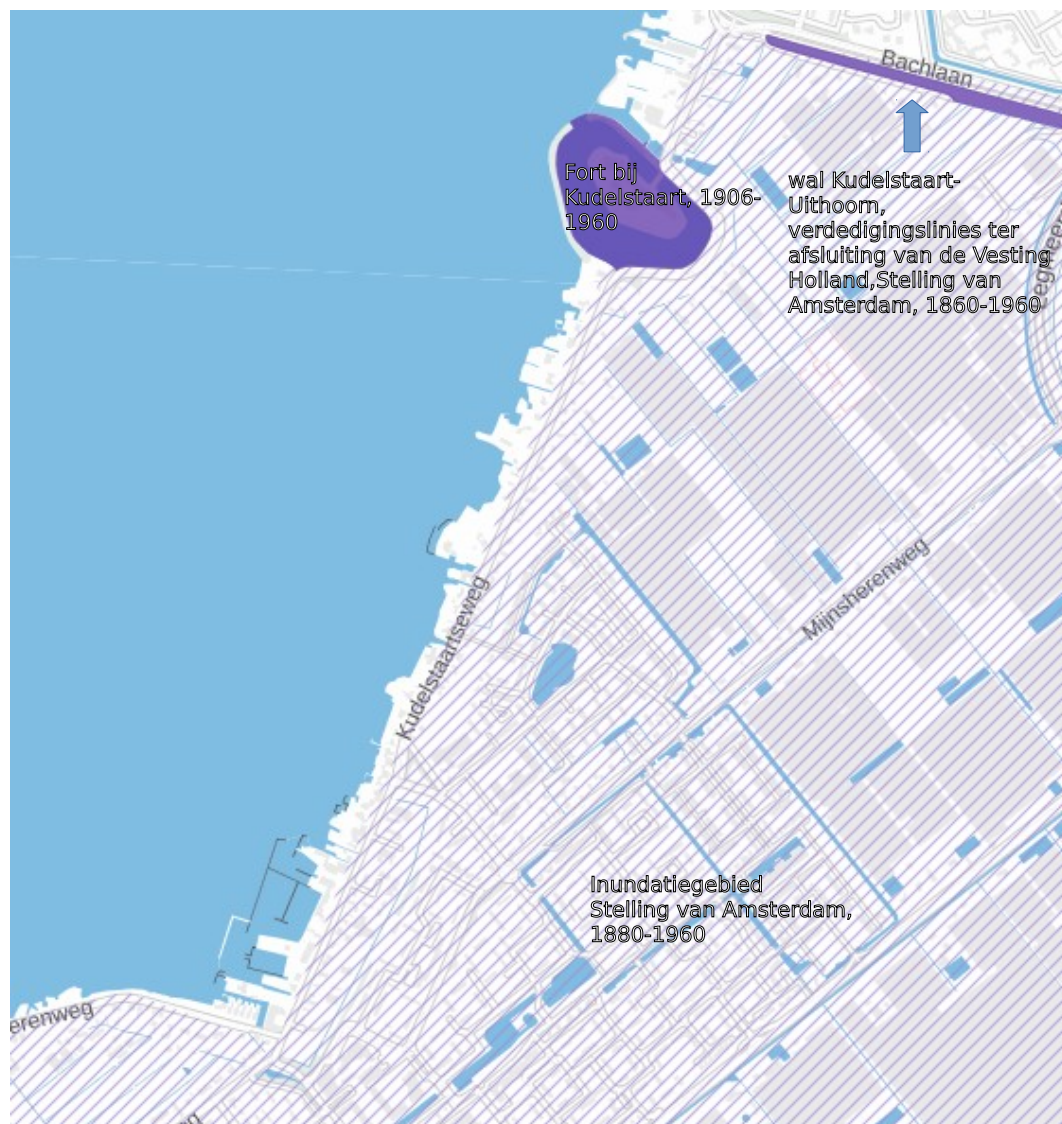 Bachlaan
Fort bij
Kudelstaart, 1906-
1960
wal Kudelstaart-
Uithoorn,
verdedigingslinies ter
afsluiting van de Vesting
Holland,Stelling van
Amsterdam, 1860-1960
Mijnsherenweg
Kudelstaartseweg
Inundatiegebied
Stelling van Amsterdam,
1880-1960
erenweg